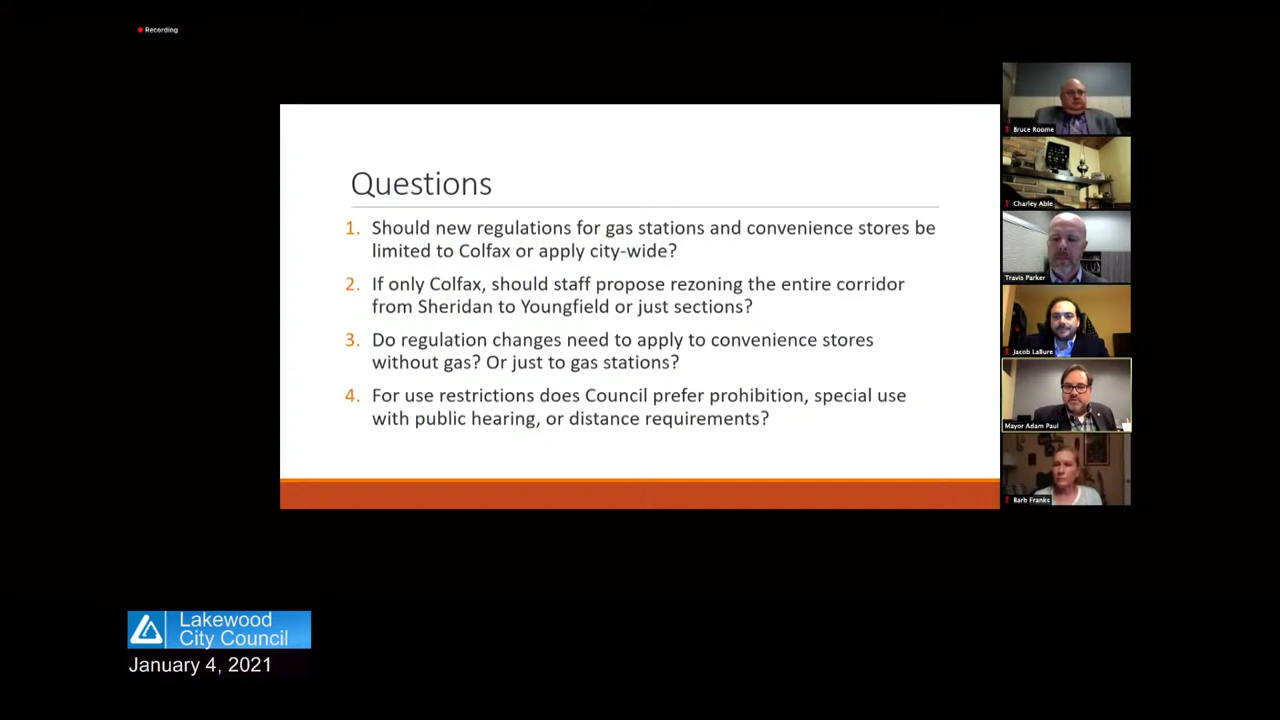 Recording
Questions
1. Should new regulations for gas stations and convenience stores be
limited to Colfax or apply city-wide?
2. If only Colfax, should staff propose rezoning the entire corridor
from Sheridan to Youngfield or just sections?
3. Do regulation changes need to apply to convenience stores
without gas? Or just to gas stations?
4. For use restrictions does Council prefer prohibition, special use
with public hearing, or distance requirements?
Bruce Roome
Charley Able
Travis Parker
Jacob LaBure
Mayor Adam Paul
Barb Franks
Lakewood
City Council
January 4, 2021